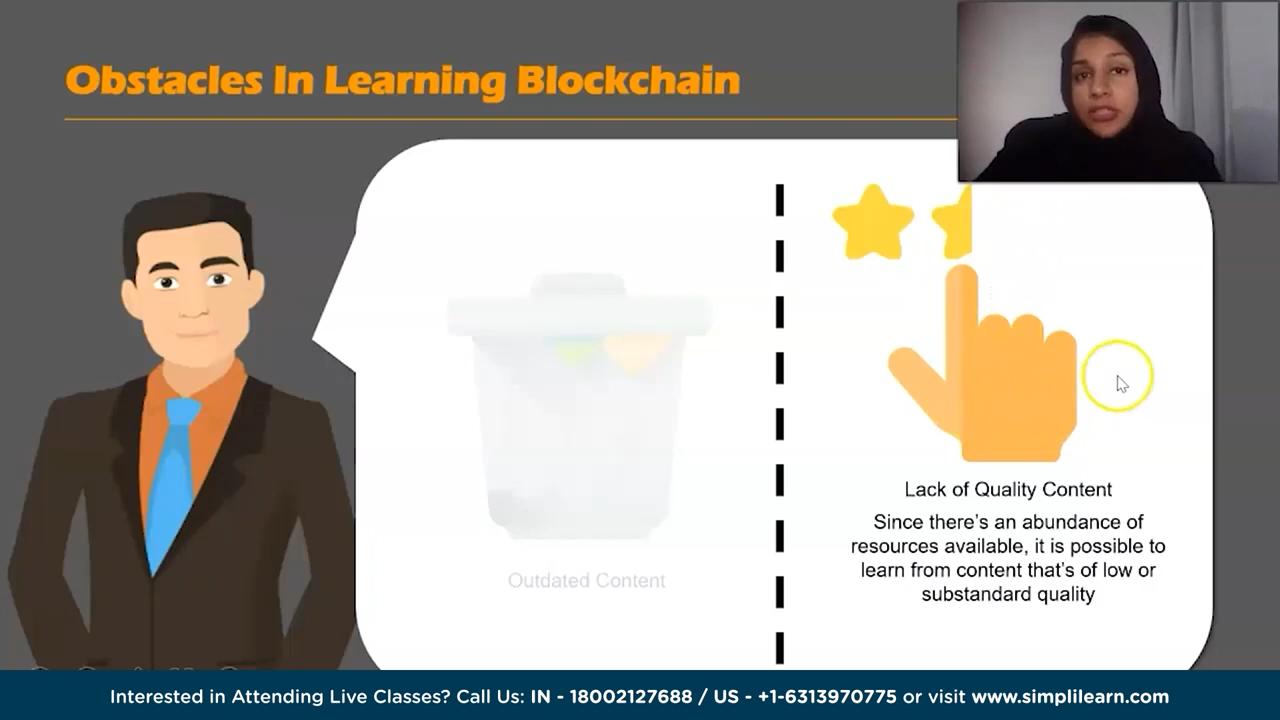 Obstacles In Learning Blockchain
Outdated Content
Lack of Quality Content
Since there's an abundance of
resources available, it is possible to
learn from content that's of low or
substandard quality
Interested in Attending Live Classes? Call Us: IN - 18002127688 / US - +1-6313970775 or visit www.simplilearn.com